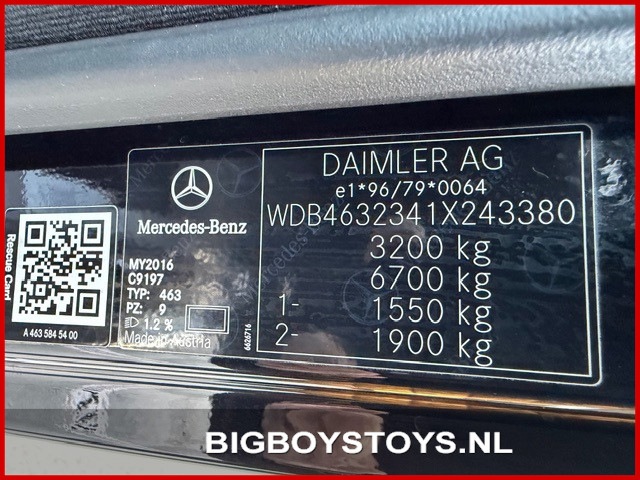 Rescue Card
A 463 584 54 00
Mercedes-Benz
MY2016
C9197
TYP: 463
PZ: 9
1.2 %
Made in Austria
6626716
DAIMLER AG
e1*96/79*0064
WDB4632341X243380
3200 kg
6700 kg
1- 1550 kg
2- 1900 kg
BIGBOYSTOYS.NL